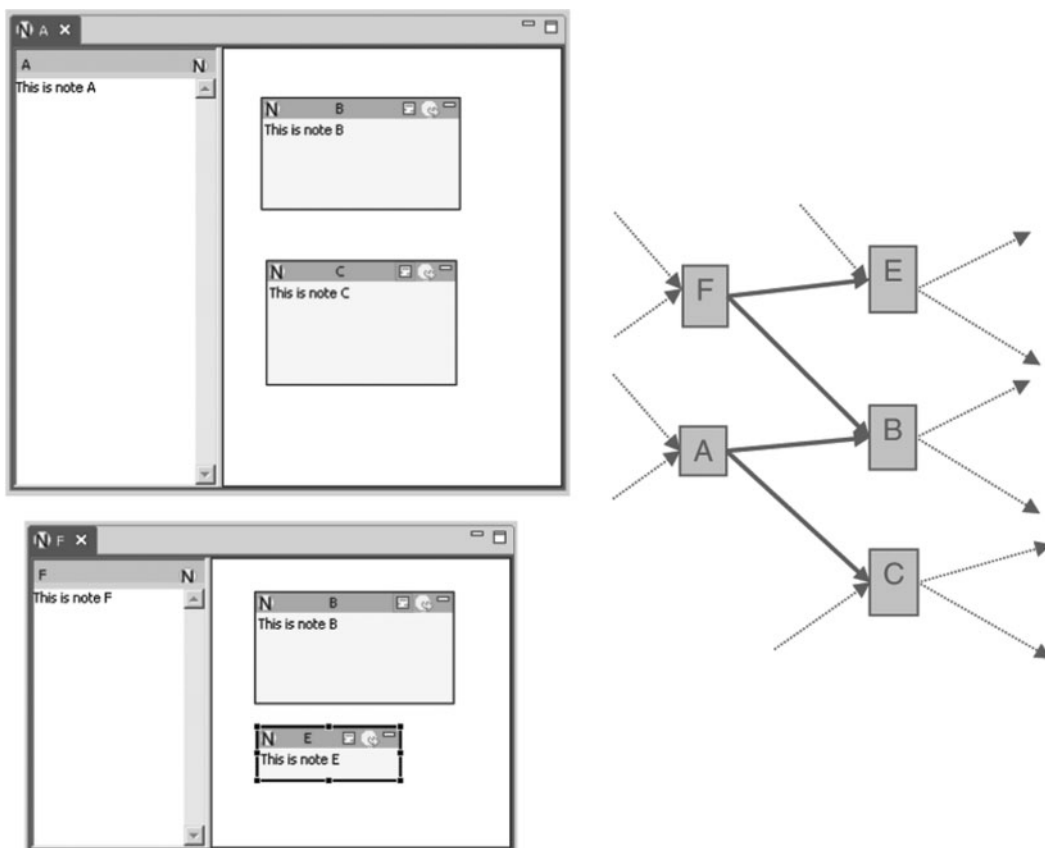 N A
A N
This is note A
N B
This is note B
N C
This is note C
N F
F N
This is note F
N B
This is note B
N E
This is note E
F
E
A
B
C